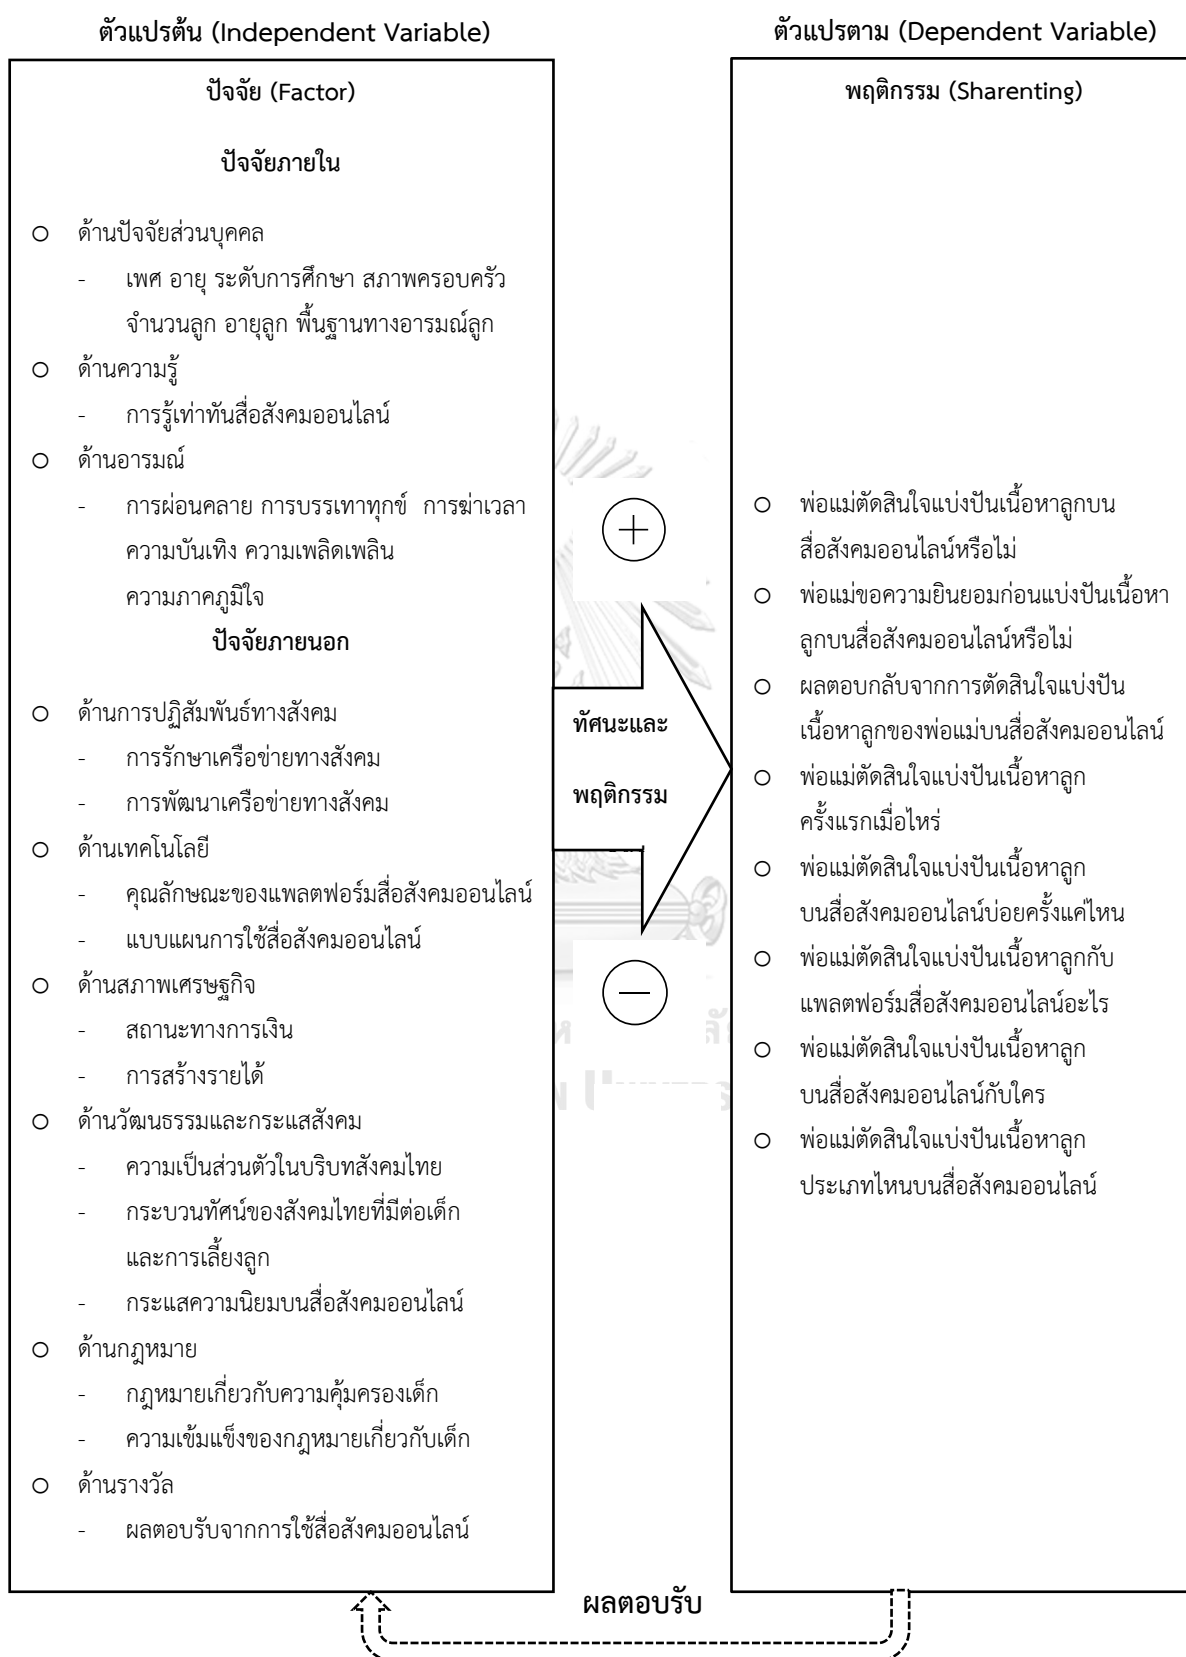 ตัวแปรต้น (Independent Variable)
ปัจจัย (Factor)
ปัจจัยภายใน
○ ด้านปัจจัยส่วนบุคคล
- เพศ อายุ ระดับการศึกษา สภาพครอบครัว
จำนวนลูก อายุลูก พื้นฐานทางอารมณ์ลูก
○ ด้านความรู้
- การรู้เท่าทันสื่อสังคมออนไลน์
○ ด้านอารมณ์
- การผ่อนคลาย การบรรเทาทุกข์ การฆ่าเวลา
ความบันเทิง ความเพลิดเพลิน
ความภาคภูมิใจ
ปัจจัยภายนอก
○ ด้านการปฏิสัมพันธ์ทางสังคม
- การรักษาเครือข่ายทางสังคม
- การพัฒนาเครือข่ายทางสังคม
○ ด้านเทคโนโลยี
- คุณลักษณะของแพลตฟอร์มสื่อสังคมออนไลน์
- แบบแผนการใช้สื่อสังคมออนไลน์
○ ด้านสภาพเศรษฐกิจ
- สถานะทางการเงิน
- การสร้างรายได้
○ ด้านวัฒนธรรมและกระแสสังคม
- ความเป็นส่วนตัวในบริบทสังคมไทย
- กระบวนทัศน์ของสังคมไทยที่มีต่อเด็ก
และการเลี้ยงลูก
- กระแสความนิยมบนสื่อสังคมออนไลน์
○ ด้านกฎหมาย
- กฎหมายเกี่ยวกับความคุ้มครองเด็ก
- ความเข้มแข็งของกฎหมายเกี่ยวกับเด็ก
○ ด้านรางวัล
- ผลตอบรับจากการใช้สื่อสังคมออนไลน์
+
ทัศนะและ
พฤติกรรม
−
ตัวแปรตาม (Dependent Variable)
พฤติกรรม (Sharenting)
○ พ่อแม่ตัดสินใจแบ่งปันเนื้อหาลูกบน
สื่อสังคมออนไลน์หรือไม่
○ พ่อแม่ขอความยินยอมก่อนแบ่งปันเนื้อหา
ลูกบนสื่อสังคมออนไลน์หรือไม่
○ ผลตอบกลับจากการตัดสินใจแบ่งปัน
เนื้อหาลูกของพ่อแม่บนสื่อสังคมออนไลน์
○ พ่อแม่ตัดสินใจแบ่งปันเนื้อหาลูก
ครั้งแรกเมื่อไหร่
○ พ่อแม่ตัดสินใจแบ่งปันเนื้อหาลูก
บนสื่อสังคมออนไลน์บ่อยครั้งแค่ไหน
○ พ่อแม่ตัดสินใจแบ่งปันเนื้อหาลูกกับ
แพลตฟอร์มสื่อสังคมออนไลน์อะไร
○ พ่อแม่ตัดสินใจแบ่งปันเนื้อหาลูก
บนสื่อสังคมออนไลน์กับใคร
○ พ่อแม่ตัดสินใจแบ่งปันเนื้อหาลูก
ประเภทไหนบนสื่อสังคมออนไลน์
ผลตอบรับ